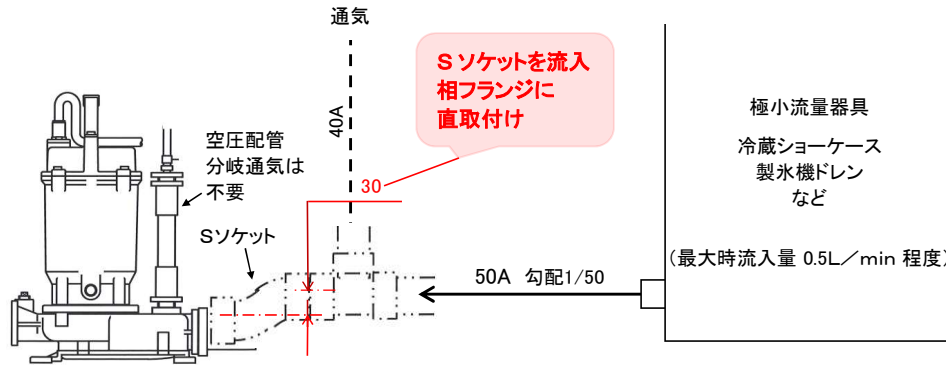 通気
40A
Sソケットを流入
相フランジに
直取付け
空圧配管
分岐通気は
不要
Sソケット
30
50A 勾配1/50
極小流量器具
冷蔵ショーケース
製氷機ドレン
など
(最大時流入量 0.5L／min 程度)